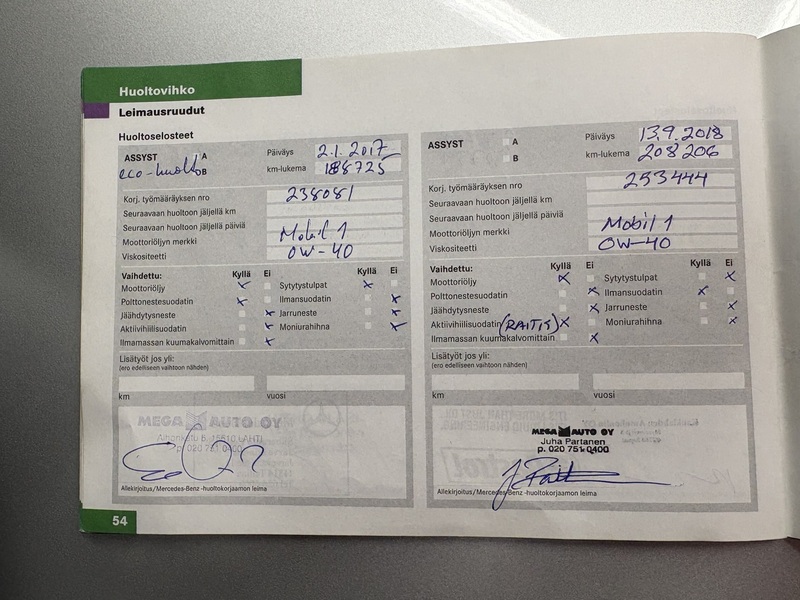 Huoltovihko
Leimausruudut
Huoltoselosteet
ASSYST A
eco-huolto B
Päiväys 2.1.2017
km-lukema 188725
Korj. työmääräyksen nro 238081
Seuraavaan huoltoon jäljellä km
Seuraavaan huoltoon jäljellä päiviä
Moottoriöljyn merkki Mobil 1
Viskositeetti 0W-40
Vaihdettu: Kyllä Ei Kyllä Ei
Moottoriöljy x Sytytystulpat x
Polttonestesuodatin x Ilmansuodatin x
Jäähdytysneste x Jarruneste x
Aktiivihiilisuodatin x Moniurahihna x
Ilmamassan kuumakalvomittain x
Lisätyöt jos yli:
(ero edelliseen vaihtoon nähden)
km vuosi
MEGA AUTO OY
Aihonkatu 8, 15610 LAHTI
p. 020 751 0400
Allekirjoitus/Mercedes-Benz -huoltokorjaamon leima
54
ASSYST A
B
Päiväys 13.9.2018
km-lukema 208206
Korj. työmääräyksen nro 253444
Seuraavaan huoltoon jäljellä km
Seuraavaan huoltoon jäljellä päiviä
Moottoriöljyn merkki Mobil 1
Viskositeetti 0W-40
Vaihdettu: Kyllä Ei Kyllä Ei
Moottoriöljy x Sytytystulpat x
Polttonestesuodatin x Ilmansuodatin x
Jäähdytysneste x Jarruneste x
Aktiivihiilisuodatin (RAITIS) x Moniurahihna x
Ilmamassan kuumakalvomittain x
Lisätyöt jos yli:
(ero edelliseen vaihtoon nähden)
km vuosi
MEGA AUTO OY
Juha Partanen
p. 020 751 0400
Allekirjoitus/Mercedes-Benz -huoltokorjaamon leima